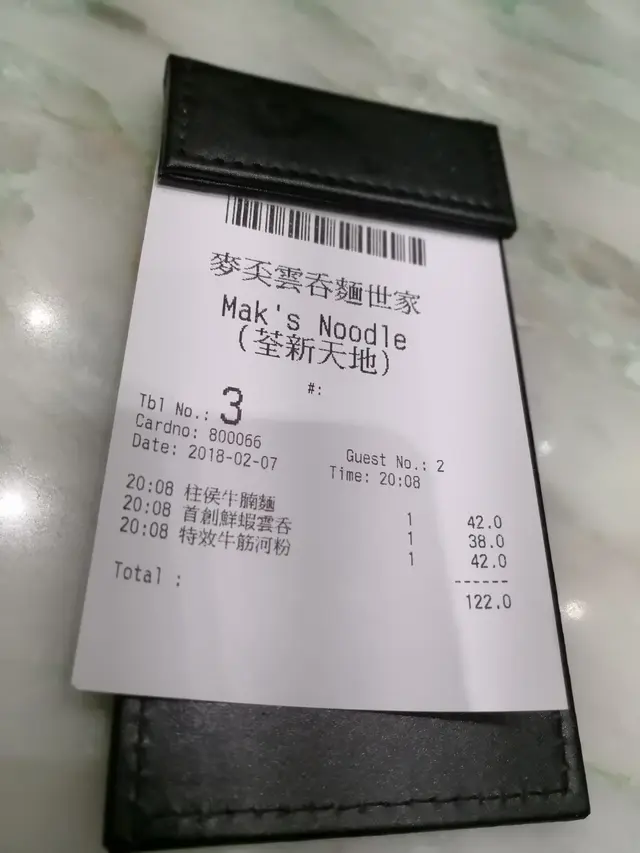 麥奀雲吞麵世家
Mak's Noodle
(荃新天地)
#:
Tbl No.: 3
Cardno: 800066 Guest No.: 2
Date: 2018-02-07 Time: 20:08
20:08 柱侯牛腩麵 1 42.0
20:08 首創鮮蝦雲吞 1 38.0
20:08 特效牛筋河粉 1 42.0
------
Total : 122.0